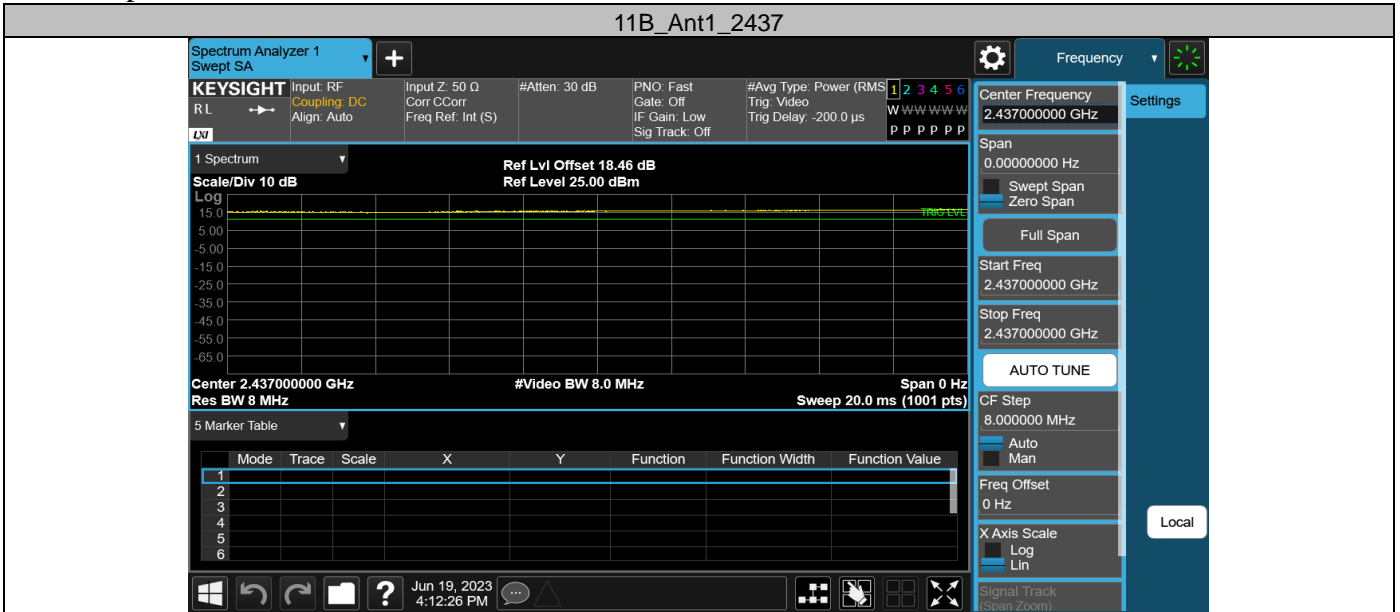 11B_Ant1_2437
Spectrum Analyzer 1
Swept SA
Frequency
KEYSIGHT
R L
LXI
Input: RF
Coupling: DC
Align: Auto
Input Z: 50 Ω
Corr CCorr
Freq Ref: Int (S)
#Atten: 30 dB
PNO: Fast
Gate: Off
IF Gain: Low
Sig Track: Off
#Avg Type: Power (RMS
Trig: Video
Trig Delay: -200.0 µs
1 2 3 4 5 6
W W W W W W
P P P P P P
Center Frequency
2.437000000 GHz
Settings
Span
0.00000000 Hz
Swept Span
Zero Span
Full Span
Start Freq
2.437000000 GHz
Stop Freq
2.437000000 GHz
AUTO TUNE
CF Step
8.000000 MHz
Auto
Man
Freq Offset
0 Hz
X Axis Scale
Log
Lin
Signal Track
(Span Zoom)
Local
1 Spectrum
Scale/Div 10 dB
Ref Lvl Offset 18.46 dB
Ref Level 25.00 dBm
Log
15.0
TRIG LVL
5.00
-5.00
-15.0
-25.0
-35.0
-45.0
-55.0
-65.0
Center 2.437000000 GHz
#Video BW 8.0 MHz
Span 0 Hz
Res BW 8 MHz
Sweep 20.0 ms (1001 pts)
5 Marker Table
Mode Trace Scale X Y Function Function Width Function Value
1
2
3
4
5
6
?
Jun 19, 2023
4:12:26 PM